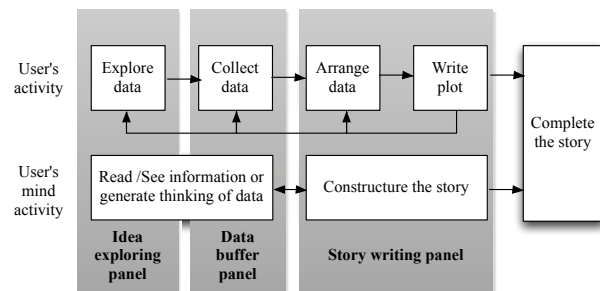 User's
activity
Explore
data
Collect
data
Arrange
data
Write
plot
Complete
the story
User's
mind
activity
Read /See information or
generate thinking of data
Constructure the story
Idea
exploring
panel
Data
buffer
panel
Story writing panel